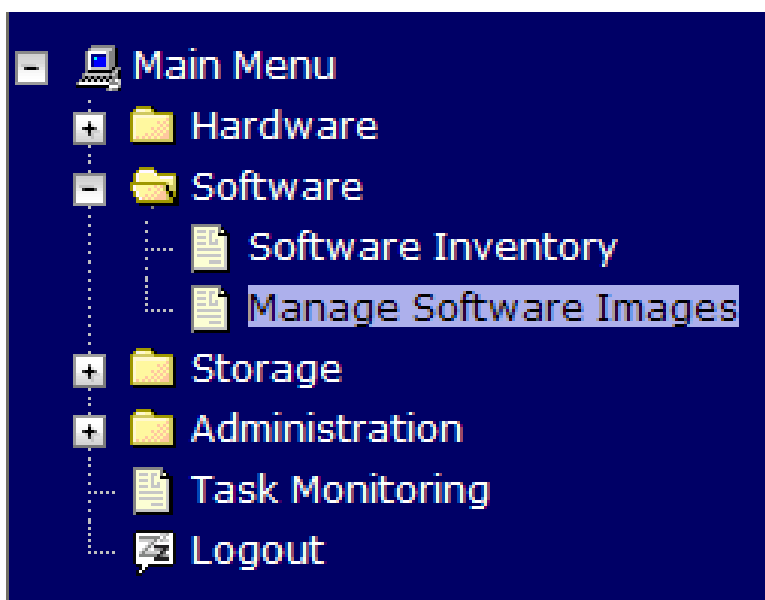 Main Menu
Hardware
Software
Software Inventory
Manage Software Images
Storage
Administration
Task Monitoring
Logout